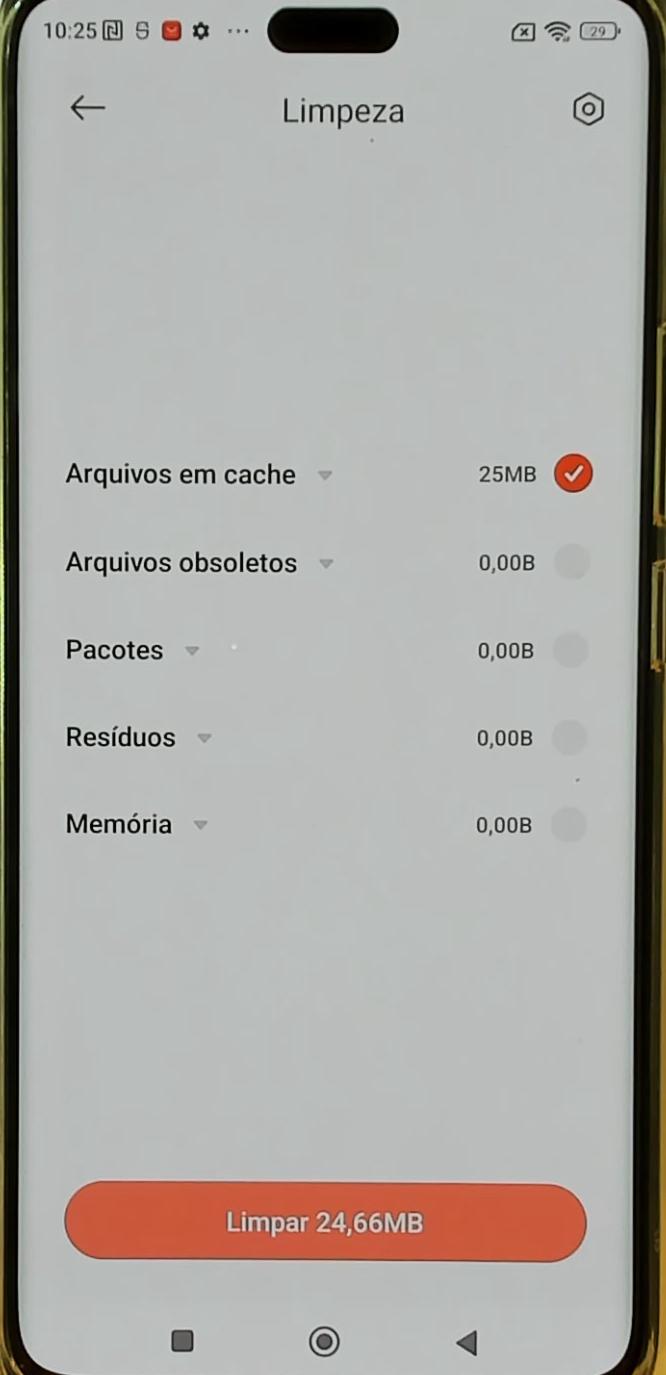 10:25
29
Limpeza
Arquivos em cache 25MB
Arquivos obsoletos 0,00B
Pacotes 0,00B
Resíduos 0,00B
Memória 0,00B
Limpar 24,66MB